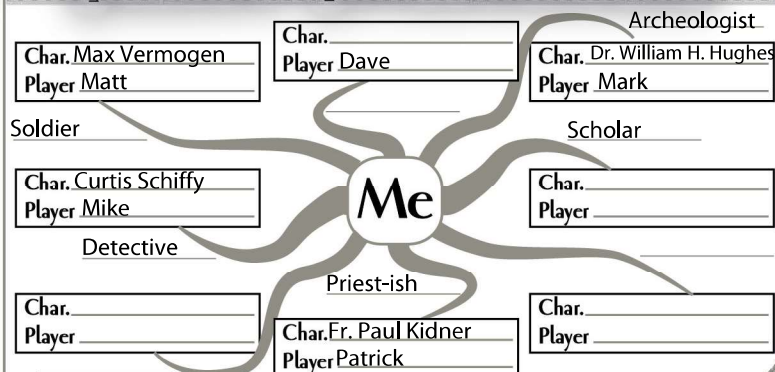 Archeologist
Char. Max Vermogen
Player Matt
Char.
Player Dave
Char. Dr. William H. Hughes
Player Mark
Soldier
Scholar
Char. Curtis Schiffy
Player Mike
Me
Char.
Player
Detective
Priest-ish
Char.
Player
Char. Fr. Paul Kidner
Player Patrick
Char.
Player